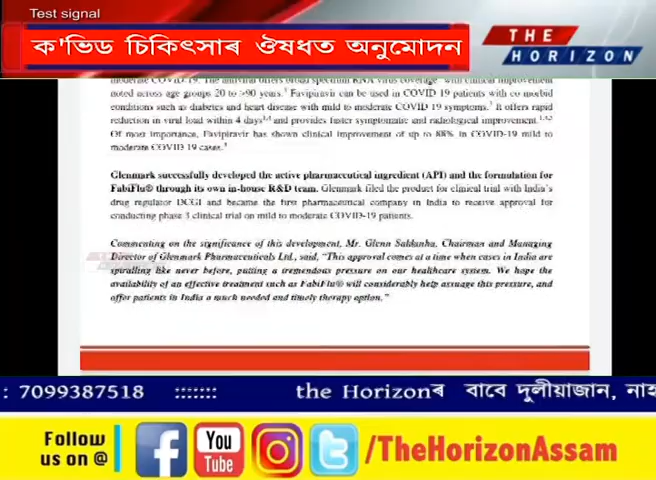 Test signal
ক'ভিড চিকিৎসাৰ ঔষধত অনুমোদন
THE
HORIZON
moderate COVID-19. The antiviral offers broad spectrum RNA virus coverage with clinical improvement
noted across age groups 20 to >90 years. Favipiravir can be used in COVID 19 patients with co morbid
conditions such as diabetics and heart disease with mild to moderate COVID 19 symptoms. It offers rapid
reduction in viral load within 4 days and provides faster symptomatic and radiological improvement.
Of most importance, Favipiravir has shown clinical improvement of up to 88% in COVID-19 mild to
moderate COVID 19 cases.
Glenmark successfully developed the active pharmaceutical ingredient (API) and the formulation for
FabiFlu® through its own in-house R&D team. Glenmark filed the product for clinical trial with India's
drug regulator DCGI and became the first pharmaceutical company in India to receive approval for
conducting phase 3 clinical trial on mild to moderate COVID-19 patients.
Commenting on the significance of this development, Mr. Glenn Saldanha, Chairman and Managing
Director of Glenmark Pharmaceuticals Ltd., said, "This approval comes at a time when cases in India are
spiralling like never before, putting a tremendous pressure on our healthcare system. We hope the
availability of an effective treatment such as FabiFlu® will considerably help assuage this pressure, and
offer patients in India a much needed and timely therapy option."
: 7099387518 :::::: the Horizonৰ বাবে দুলীয়াজান, নাহ
Follow
us on @
f
You
Tube
/TheHorizonAssam